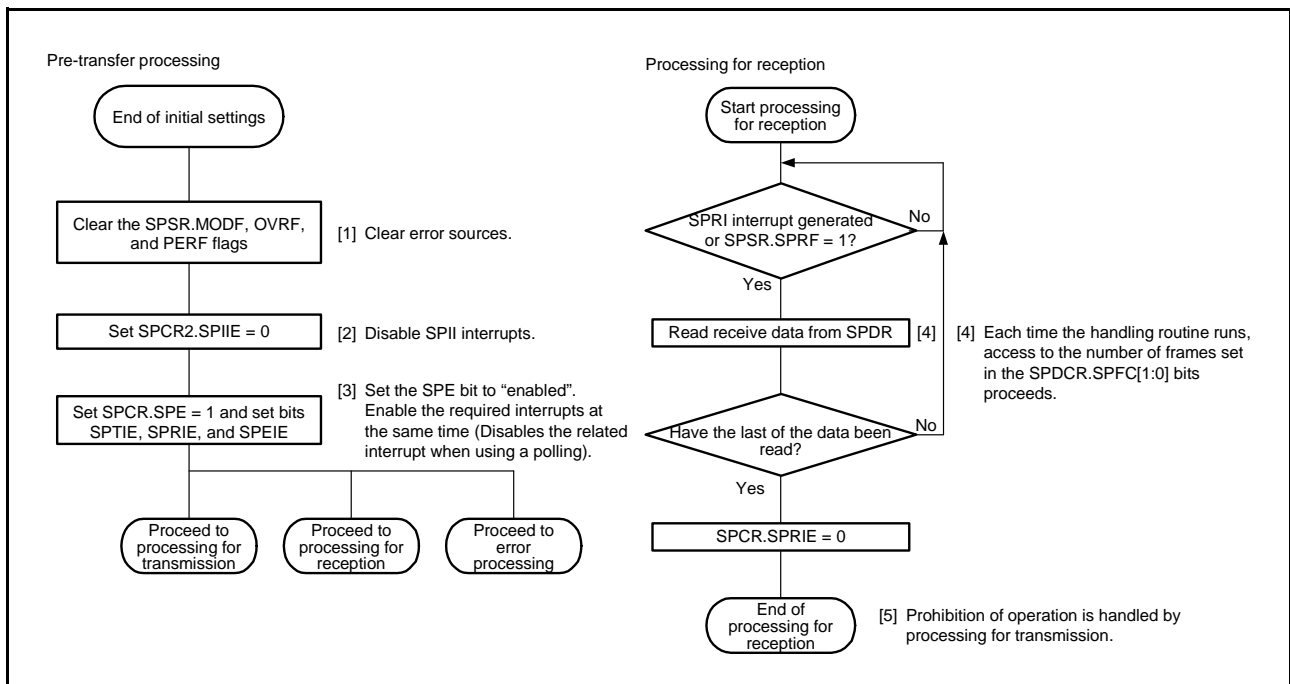 Pre-transfer processing
End of initial settings
Clear the SPSR.MODF, OVRF,
and PERF flags
[1] Clear error sources.
Set SPCR2.SPIIE = 0
[2] Disable SPII interrupts.
Set SPCR.SPE = 1 and set bits
SPTIE, SPRIE, and SPEIE
[3] Set the SPE bit to “enabled”.
Enable the required interrupts at
the same time (Disables the related
interrupt when using a polling).
Proceed to
processing for
transmission
Proceed to
processing for
reception
Proceed to
error
processing
Processing for reception
Start processing
for reception
SPRI interrupt generated
or SPSR.SPRF = 1?
No
Yes
Read receive data from SPDR
[4]
[4] Each time the handling routine runs,
access to the number of frames set
in the SPDCR.SPFC[1:0] bits
proceeds.
Have the last of the data been
read?
No
Yes
SPCR.SPRIE = 0
End of
processing for
reception
[5] Prohibition of operation is handled by
processing for transmission.